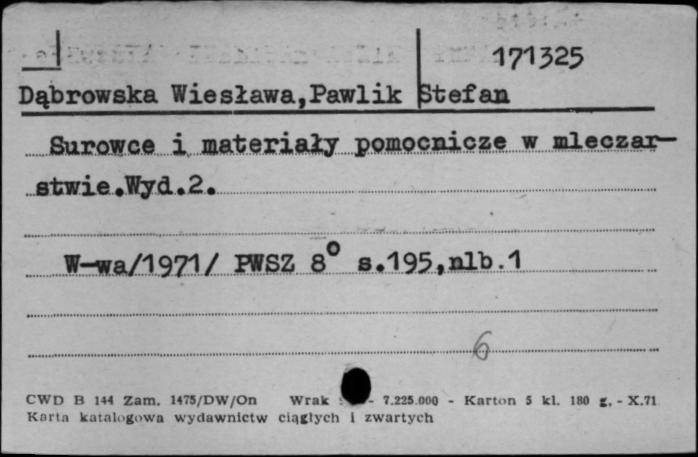 171325
Dąbrowska Wiesława,Pawlik Stefan
Surowce i materiały pomocnicze w mleczar-
stwie.Wyd.2.
W-wa/1971/ PWSZ 8° s.195,nlb.1
6
CWD B 144 Zam. 1475/DW/On Wrak - 7.225.000 - Karton 5 kl. 180 g. - X.71
Karta katalogowa wydawnictw ciągłych i zwartych